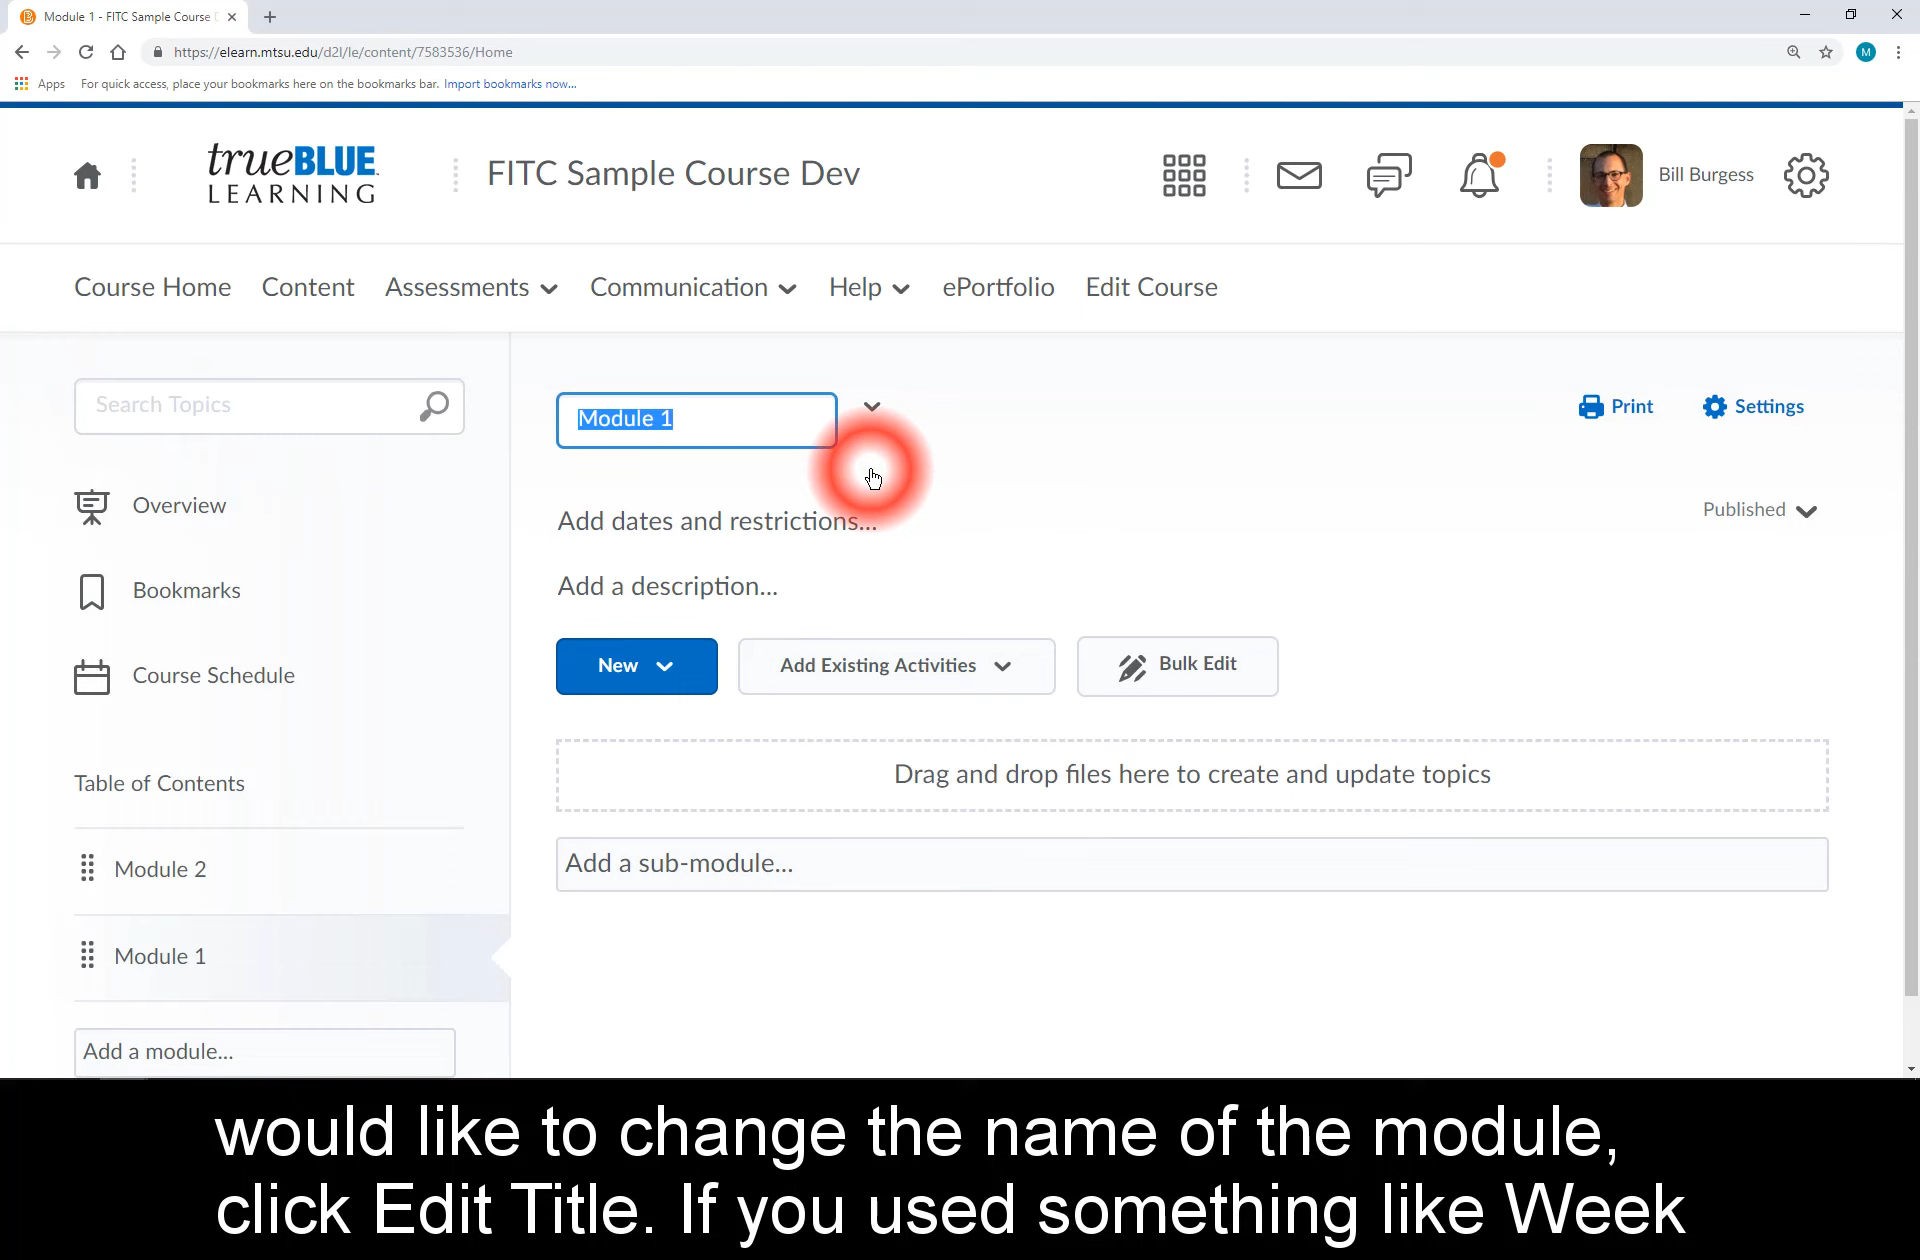 Module 1 - FITC Sample Course
https://elearn.mtsu.edu/d2l/le/content/7583536/Home
M
Apps For quick access, place your bookmarks here on the bookmarks bar. Import bookmarks now...
trueBLUE
LEARNING
FITC Sample Course Dev
Bill Burgess
Course Home Content Assessments Communication Help ePortfolio Edit Course
Search Topics
Module 1
Print Settings
Overview
Add dates and restrictions...
Published
Bookmarks
Add a description...
Course Schedule
New Add Existing Activities Bulk Edit
Table of Contents
Drag and drop files here to create and update topics
Module 2
Add a sub-module...
Module 1
Add a module...
would like to change the name of the module,
click Edit Title. If you used something like Week